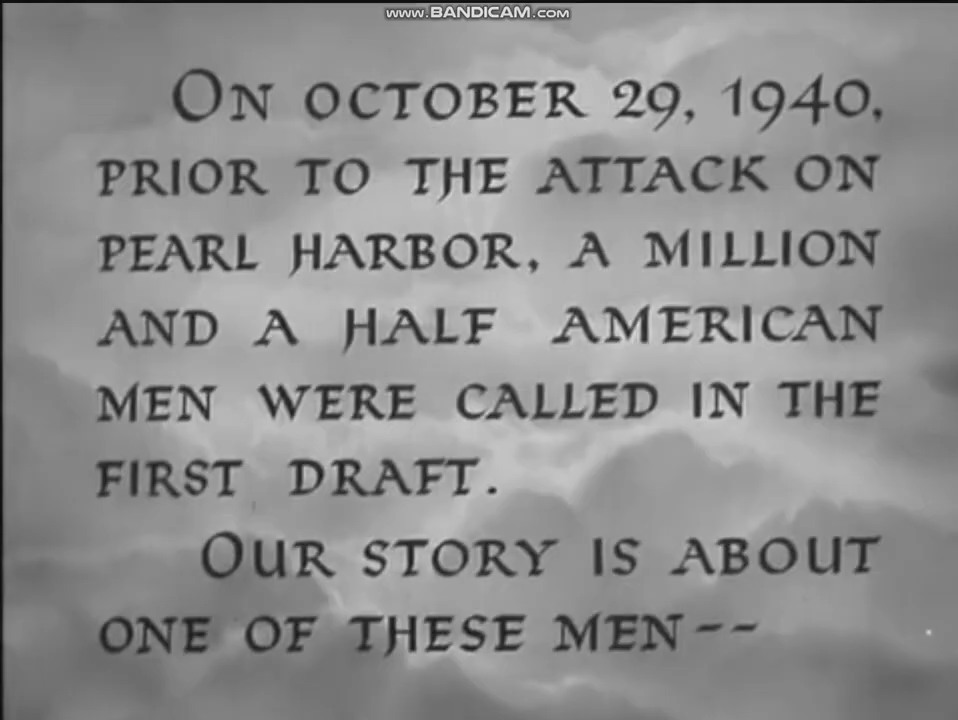 www.BANDICAM.com
On OCTOBER 29, 1940,
PRIOR TO THE ATTACK ON
PEARL HARBOR, A MILLION
AND A HALF AMERICAN
MEN WERE CALLED IN THE
FIRST DRAFT.
OUR STORY IS ABOUT
ONE OF THESE MEN--